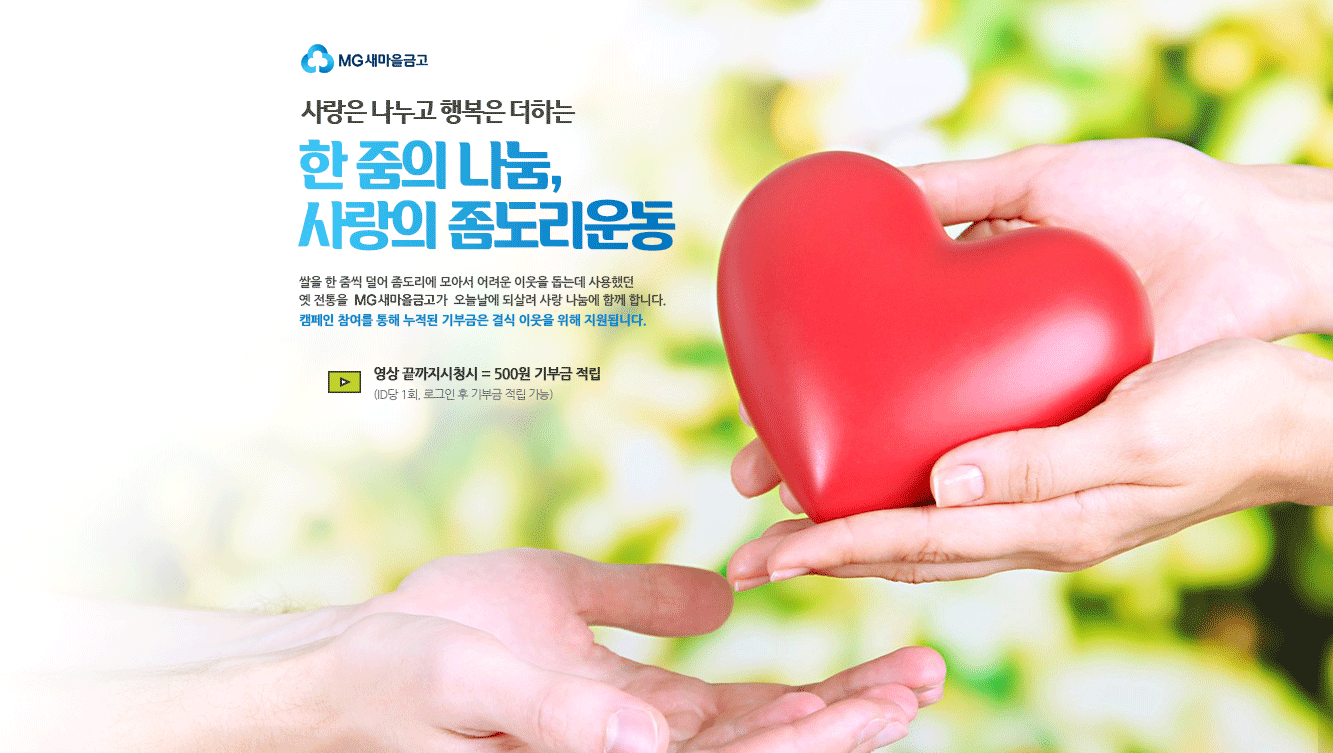 MG새마을금고
사랑은 나누고 행복은 더하는
한 줌의 나눔,
사랑의 좀도리운동
쌀을 한 줌씩 덜어 좀도리에 모아서 어려운 이웃을 돕는데 사용했던
옛 전통을 MG새마을금고가 오늘날에 되살려 사랑 나눔에 함께 합니다.
캠페인 참여를 통해 누적된 기부금은 결식 이웃을 위해 지원됩니다.
영상 끝까지시청시 = 500원 기부금 적립
(ID당 1회, 로그인 후 기부금 적립 가능)